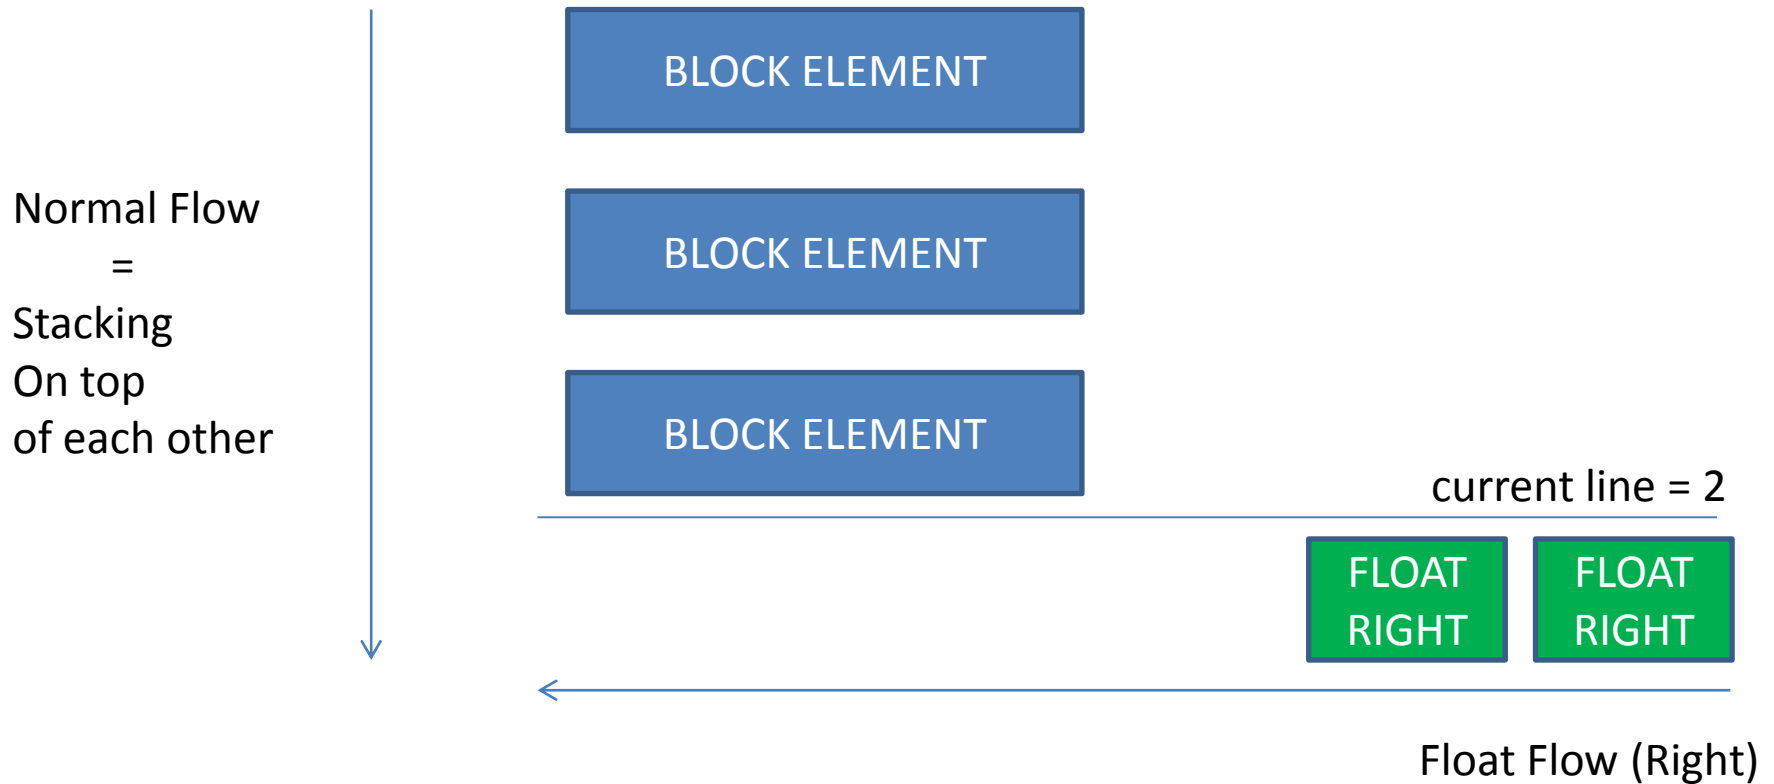 BLOCK ELEMENT
Normal Flow
=
Stacking
On top
of each other
BLOCK ELEMENT
BLOCK ELEMENT
current line = 2
FLOAT
RIGHT
FLOAT
RIGHT
Float Flow (Right)